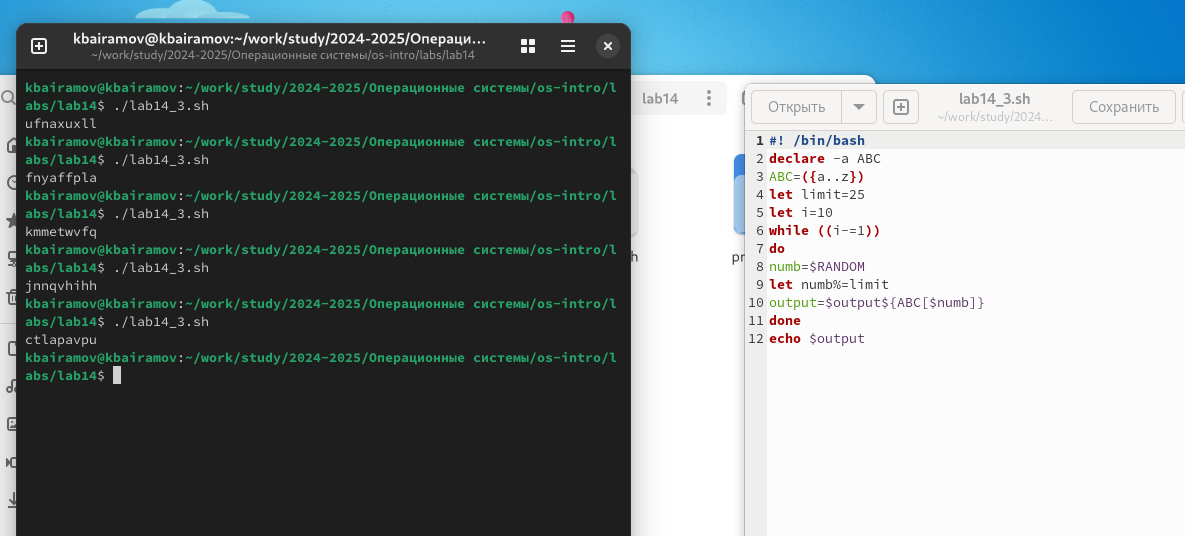 kbairamov@kbairamov:~/work/study/2024-2025/Операци…
~/work/study/2024-2025/Операционные системы/os-intro/labs/lab14
kbairamov@kbairamov:~/work/study/2024-2025/Операционные системы/os-intro/l
abs/lab14$ ./lab14_3.sh
ufnaxuxll
kbairamov@kbairamov:~/work/study/2024-2025/Операционные системы/os-intro/l
abs/lab14$ ./lab14_3.sh
fnyaffpla
kbairamov@kbairamov:~/work/study/2024-2025/Операционные системы/os-intro/l
abs/lab14$ ./lab14_3.sh
kmmetwvfq
kbairamov@kbairamov:~/work/study/2024-2025/Операционные системы/os-intro/l
abs/lab14$ ./lab14_3.sh
jnnqvhihh
kbairamov@kbairamov:~/work/study/2024-2025/Операционные системы/os-intro/l
abs/lab14$ ./lab14_3.sh
ctlapavpu
kbairamov@kbairamov:~/work/study/2024-2025/Операционные системы/os-intro/l
abs/lab14$
lab14
Открыть
lab14_3.sh
~/work/study/2024…
Сохранить
1 #! /bin/bash
2 declare -a ABC
3 ABC=({a..z})
4 let limit=25
5 let i=10
6 while ((i-=1))
7 do
8 numb=$RANDOM
9 let numb%=limit
10 output=$output${ABC[$numb]}
11 done
12 echo $output